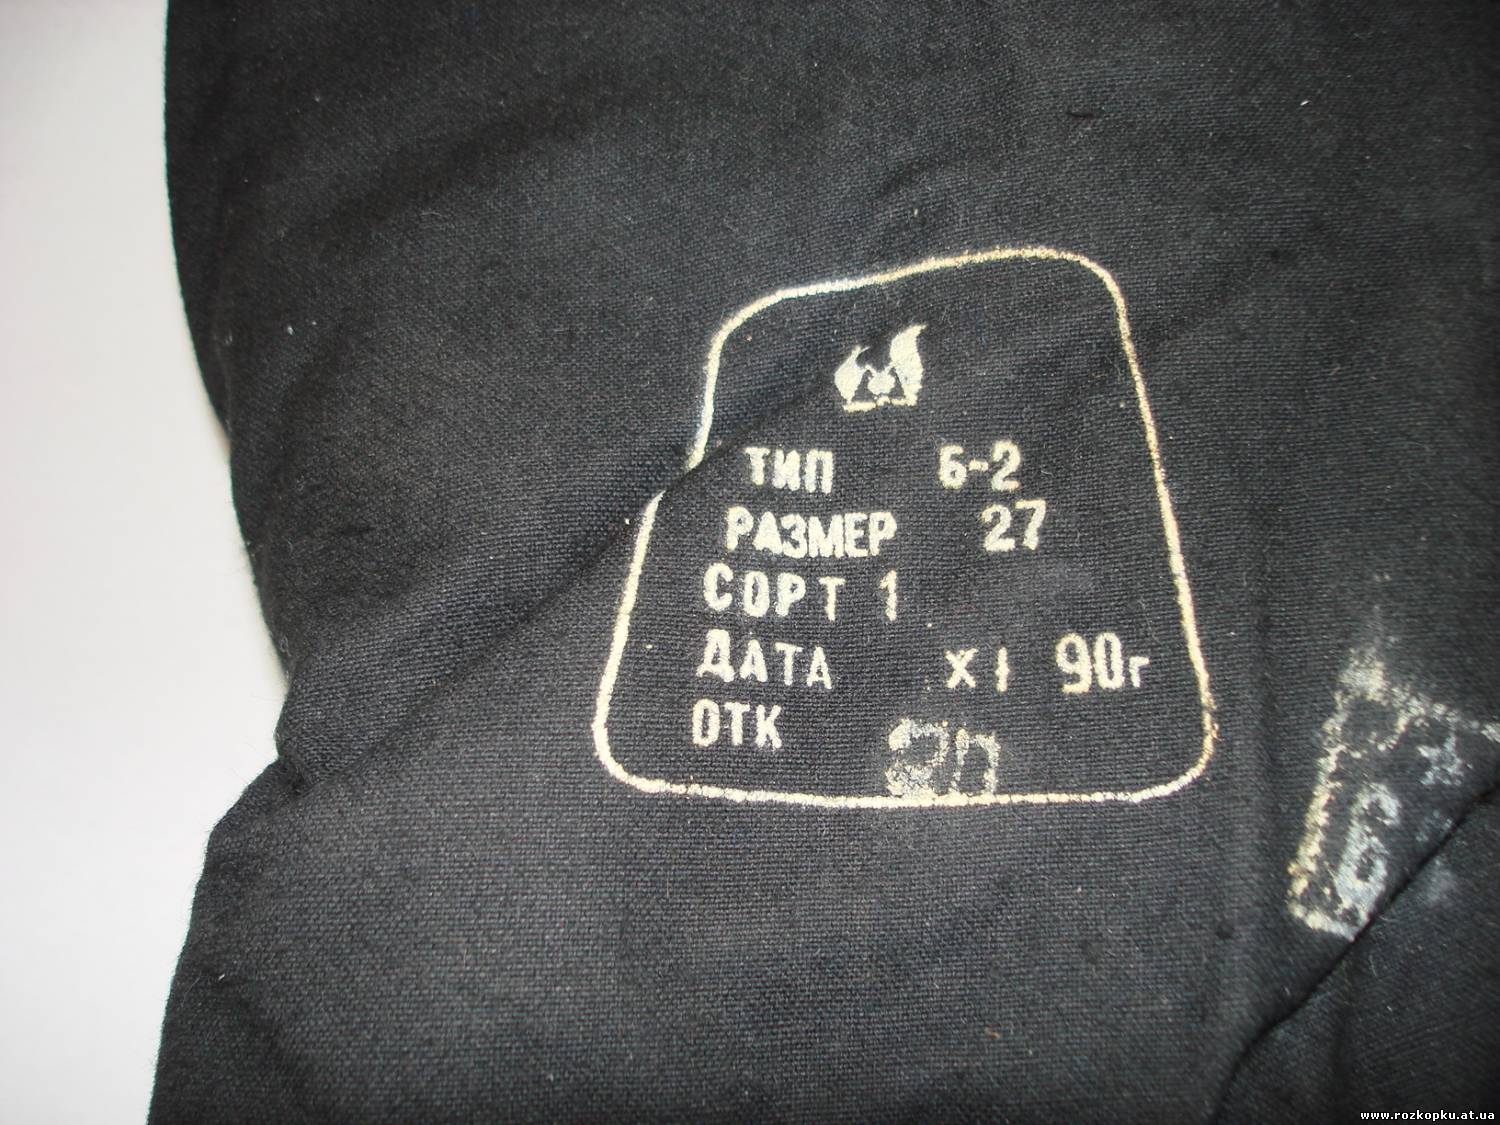 ТИП Б-2
РАЗМЕР 27
СОРТ 1
ДАТА XI 90г
ОТК
www.rozkopku.at.ua